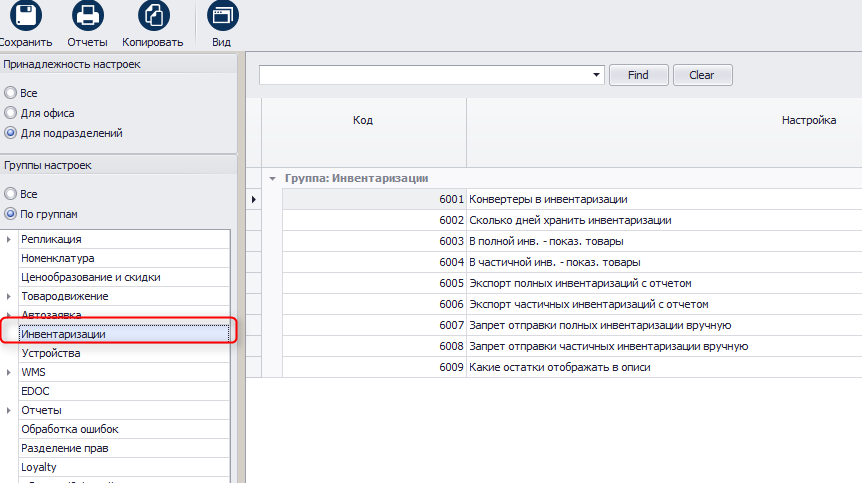 Сохранить Отчеты Копировать Вид
Принадлежность настроек
Все
Для офиса
Для подразделений
Группы настроек
Все
По группам
Репликация
Номенклатура
Ценообразование и скидки
Товародвижение
Автозаявка
Инвентаризации
Устройства
WMS
EDOC
Отчеты
Обработка ошибок
Разделение прав
Loyalty
Find Clear
Код Настройка
Группа: Инвентаризации
6001 Конвертеры в инвентаризации
6002 Сколько дней хранить инвентаризации
6003 В полной инв. - показ. товары
6004 В частичной инв. - показ. товары
6005 Экспорт полных инвентаризаций с отчетом
6006 Экспорт частичных инвентаризаций с отчетом
6007 Запрет отправки полных инвентаризации вручную
6008 Запрет отправки частичных инвентаризации вручную
6009 Какие остатки отображать в описи